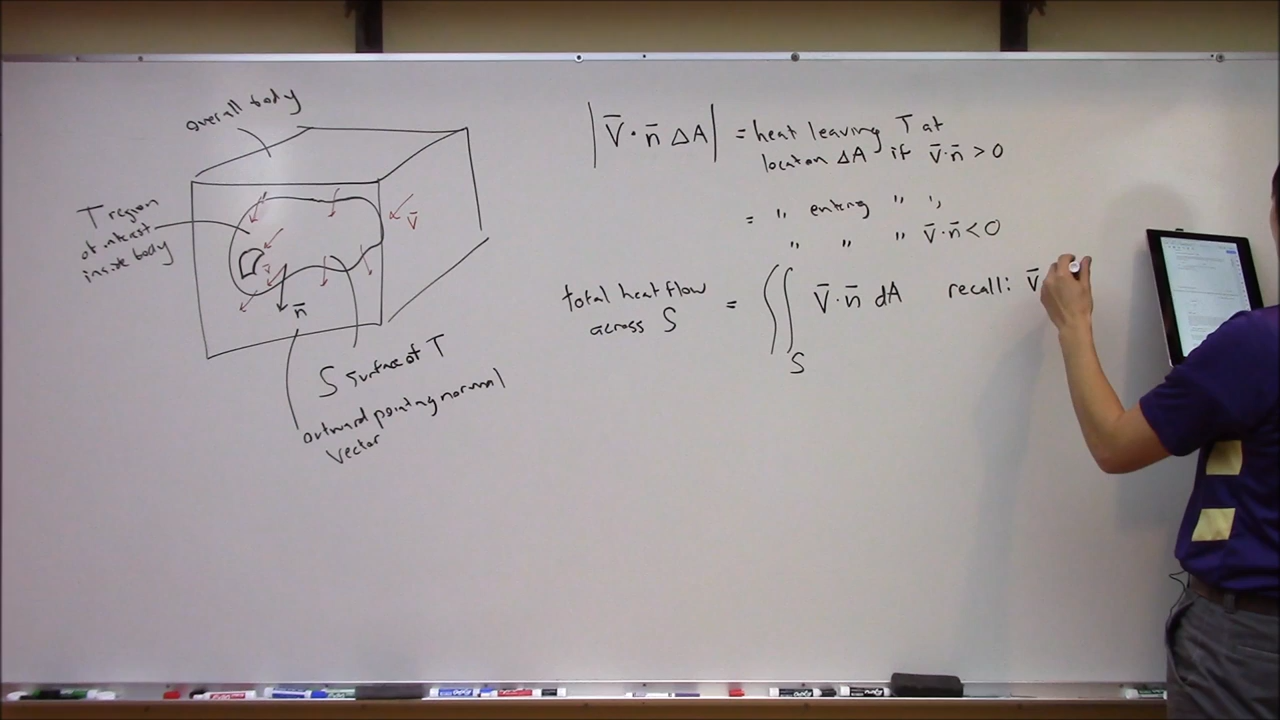 overall body
T region
of interest
inside body
V̄
V̄
n̄
S surface of T
outward pointing normal
vector
|V̄ · n̄ ΔA| = heat leaving T at
locaton ΔA if V̄·n̄ > 0
= " entering " "
" " " V̄·n̄ < 0
total heat flow
across S
= ∬ V̄·n̄ dA recall: V̄
S